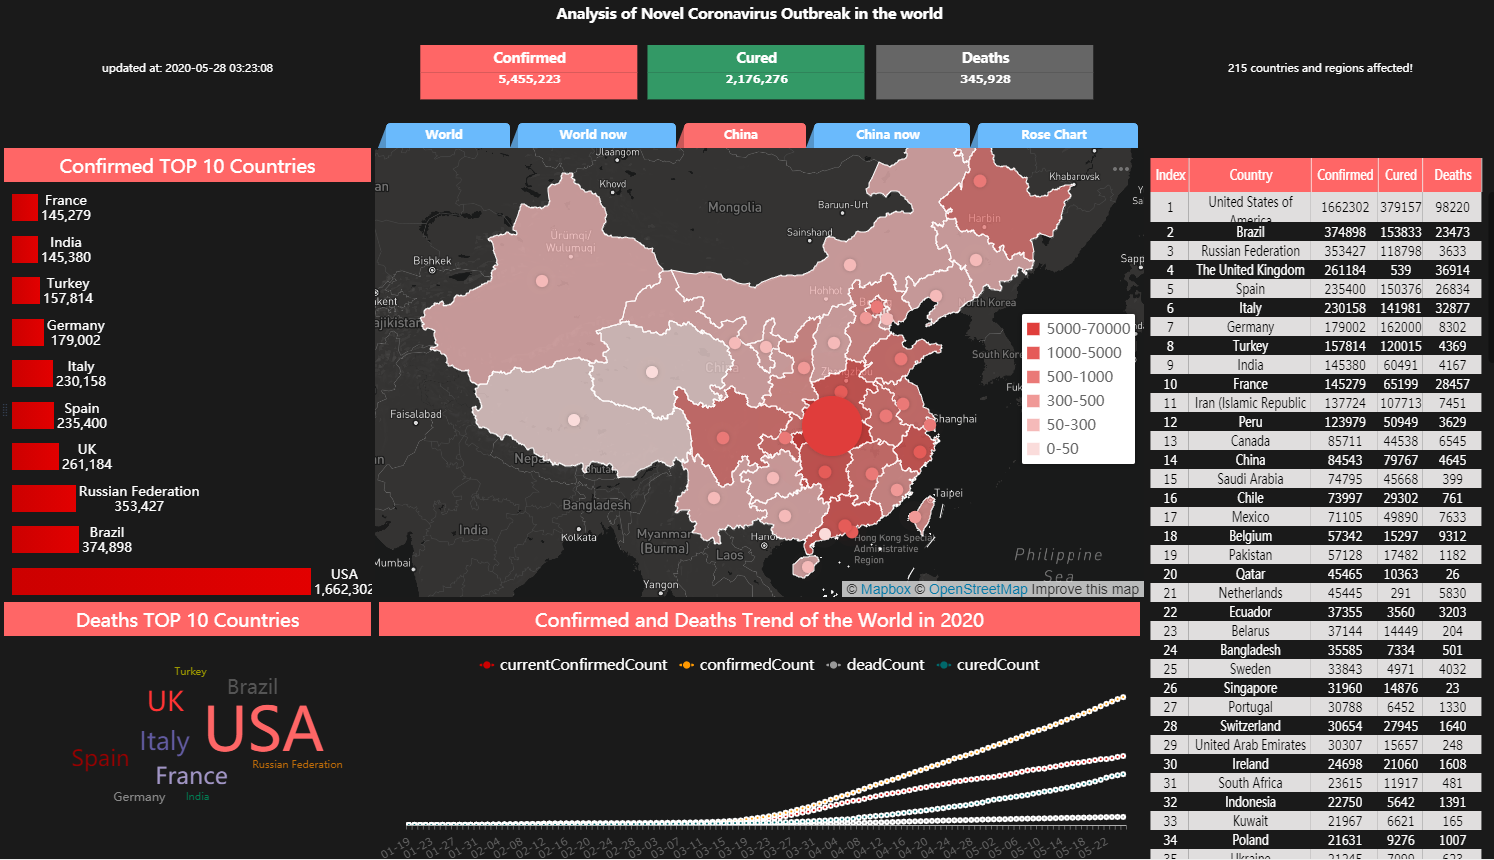 Analysis of Novel Coronavirus Outbreak in the world
updated at: 2020-05-28 03:23:08
Confirmed
5,455,223
Cured
2,176,276
Deaths
345,928
215 countries and regions affected!
World
World now
China
China now
Rose Chart
Confirmed TOP 10 Countries
France
145,279
India
145,380
Turkey
157,814
Germany
179,002
Italy
230,158
Spain
235,400
UK
261,184
Russian Federation
353,427
Brazil
374,898
USA
1,662,302
Deaths TOP 10 Countries
Turkey
Brazil
UK
USA
Italy
Spain
Russian Federation
France
Germany
India
Ulaangom
Khovd
Mongolia
Baruun-Urt
Sainshand
Khabarovsk
Harbin
Ürümqi/
Wulumuqi
Bishkek
Hohhot
North Korea
South Korea
China
Zhengzhou
Shanghai
Faisalabad
Nepal
Bhutan
Bangladesh
India
Kolkata
Mumbai
Myanmar
(Burma)
Hanoi
Laos
Yangon
Taipei
Hong Kong Special
Administrative
Region
Philippine
Sea
5000-70000
1000-5000
500-1000
300-500
50-300
0-50
© Mapbox © OpenStreetMap Improve this map
Confirmed and Deaths Trend of the World in 2020
currentConfirmedCount
confirmedCount
deadCount
curedCount
01-19 01-23 01-27 01-31 02-04 02-08 02-12 02-16 02-20 02-24 02-28 03-03 03-07 03-11 03-15 03-19 03-23 03-27 03-31 04-04 04-08 04-12 04-16 04-20 04-24 04-28 05-02 05-06 05-10 05-14 05-18 05-22
Index Country Confirmed Cured Deaths
1 United States of America 1662302 379157 98220
2 Brazil 374898 153833 23473
3 Russian Federation 353427 118798 3633
4 The United Kingdom 261184 539 36914
5 Spain 235400 150376 26834
6 Italy 230158 141981 32877
7 Germany 179002 162000 8302
8 Turkey 157814 120015 4369
9 India 145380 60491 4167
10 France 145279 65199 28457
11 Iran (Islamic Republic 137724 107713 7451
12 Peru 123979 50949 3629
13 Canada 85711 44538 6545
14 China 84543 79767 4645
15 Saudi Arabia 74795 45668 399
16 Chile 73997 29302 761
17 Mexico 71105 49890 7633
18 Belgium 57342 15297 9312
19 Pakistan 57128 17482 1182
20 Qatar 45465 10363 26
21 Netherlands 45445 291 5830
22 Ecuador 37355 3560 3203
23 Belarus 37144 14449 204
24 Bangladesh 35585 7334 501
25 Sweden 33843 4971 4032
26 Singapore 31960 14876 23
27 Portugal 30788 6452 1330
28 Switzerland 30654 27945 1640
29 United Arab Emirates 30307 15657 248
30 Ireland 24698 21060 1608
31 South Africa 23615 11917 481
32 Indonesia 22750 5642 1391
33 Kuwait 21967 6621 165
34 Poland 21631 9276 1007
35 Ukraine 21245 7099 623